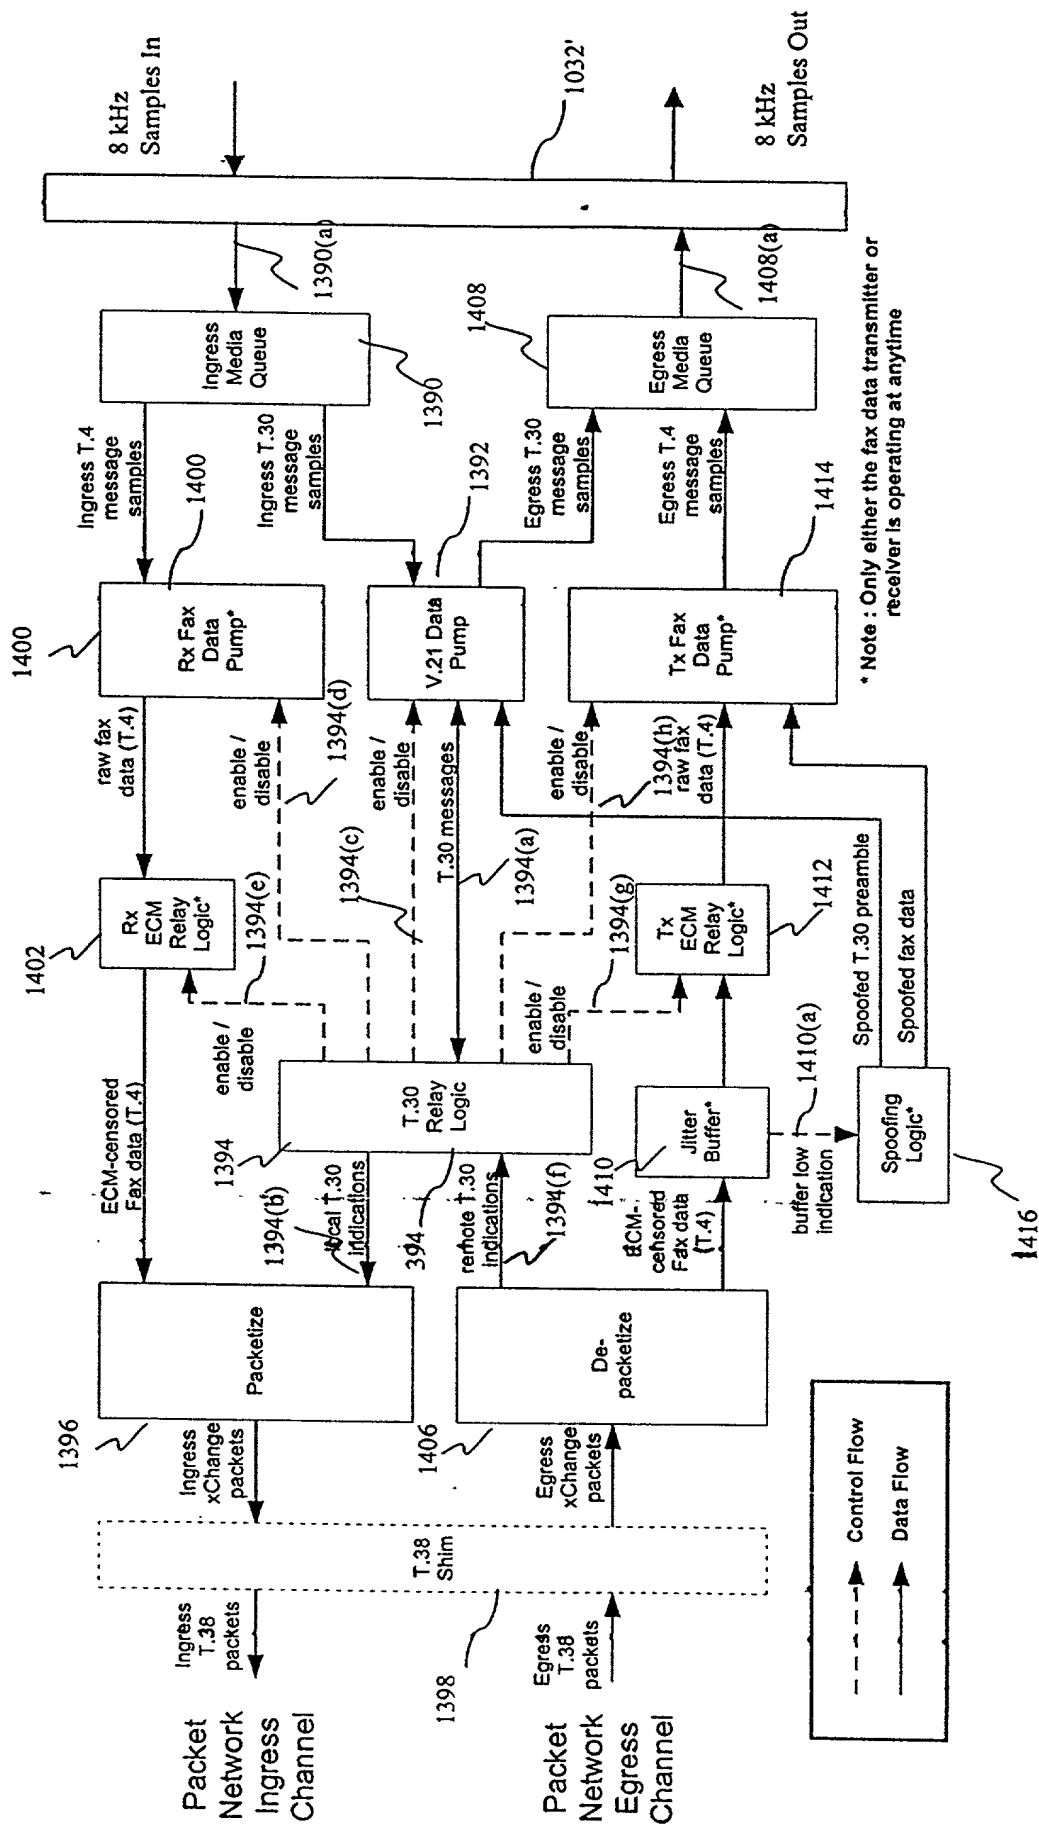 Packet
Network
Ingress
Channel
Ingress
T.38
packets
Ingress
xChange
packets
1396
Packetize
ECM-censored
Fax data (T.4)
1402
Rx
ECM
Relay
Logic*
enable /
disable
1394(e)
raw fax
data (T.4)
1400
Rx Fax
Data
Pump*
1400
enable /
disable
1394(d)
Ingress T.4
message
samples
Ingress T.30
message
samples
Ingress
Media
Queue
1390
1390(a)
8 kHz
Samples In
1032'
T.38
Shim
1398
1394(b)
local T.30
indications
1394
T.30
Relay
Logic
394
remote T.30
indications
1394(f)
1394(c)
enable /
disable
T.30 messages
1394(a)
V.21 Data
Pump
1392
Egress T.30
message
samples
1408
Egress
Media
Queue
1408(a)
8 kHz
Samples Out
Packet
Network
Egress
Channel
Egress
T.38
packets
Egress
xChange
packets
1406
De-
packetize
ECM-
censored
Fax data
(T.4)
1410
Jitter
Buffer*
enable /
disable
1394(g)
Tx
ECM
Relay
Logic*
1412
enable /
disable
1394(h)
raw fax
data (T.4)
Tx Fax
Data
Pump*
1414
Egress T.4
message
samples
buffer low
indication
1410(a)
Spoofing
Logic*
1416
Spoofed T.30 preamble
Spoofed fax data
* Note : Only either the fax data transmitter or
receiver is operating at anytime
Control Flow
Data Flow